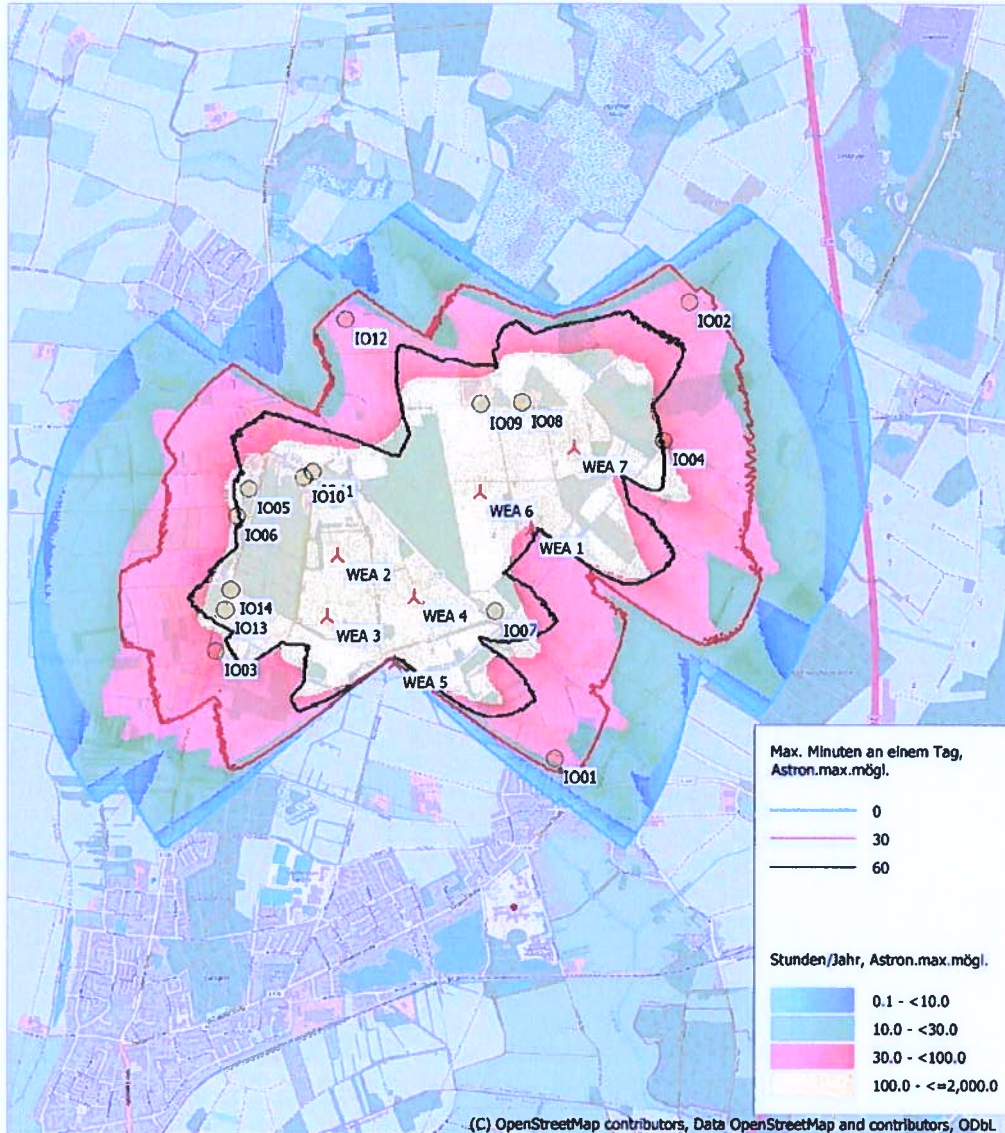 IO02
IO12
IO09
IO08
IO04
WEA 7
IO10
IO05
WEA 6
IO06
WEA 1
WEA 2
IO14
WEA 4
IO13
WEA 3
IO07
IO03
WEA 5
IO01
Max. Minuten an einem Tag,
Astron.max.mögl.
0
30
60
Stunden/Jahr, Astron.max.mögl.
0.1 - <10.0
10.0 - <30.0
30.0 - <100.0
100.0 - <=2,000.0
(C) OpenStreetMap contributors, Data OpenStreetMap and contributors, ODbL